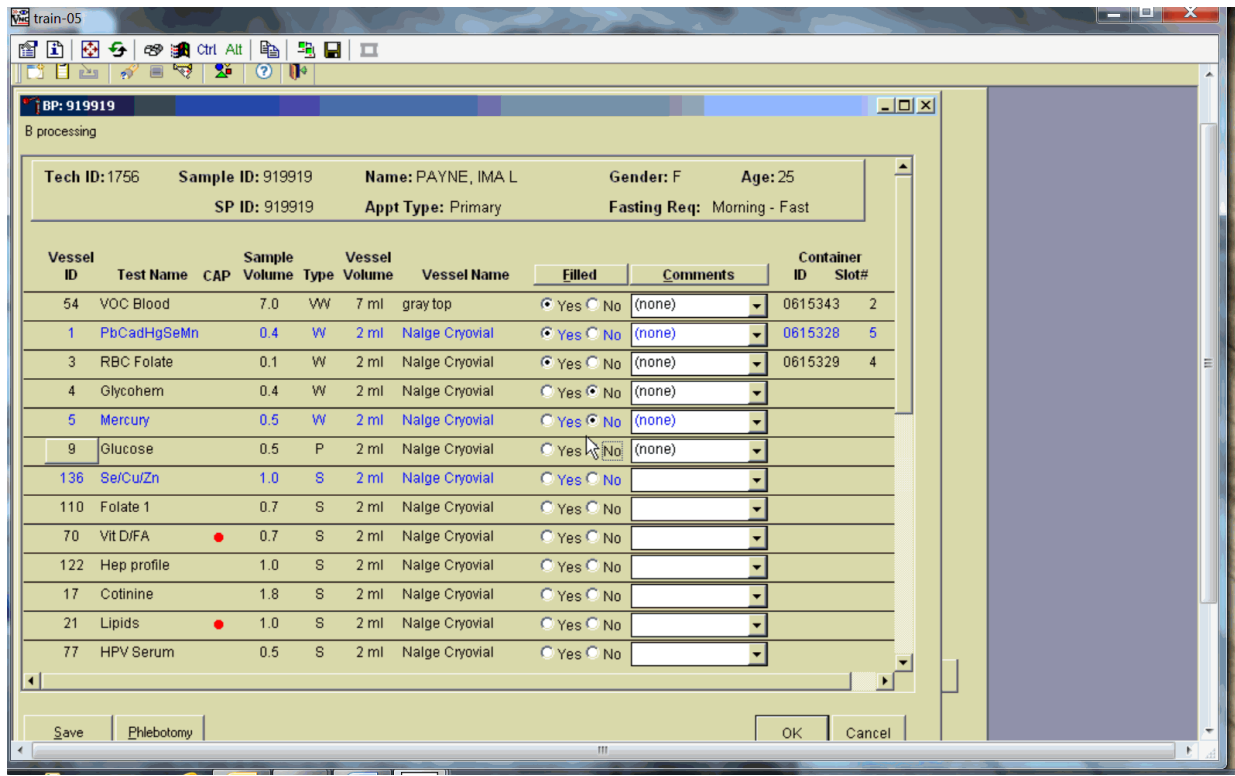 train-05
Ctrl Alt
BP: 919919
B processing
Tech ID: 1756 Sample ID: 919919 Name: PAYNE, IMA L Gender: F Age: 25
SP ID: 919919 Appt Type: Primary Fasting Req: Morning - Fast
Vessel Sample Vessel Container
ID Test Name CAP Volume Type Volume Vessel Name Filled Comments ID Slot#
54 VOC Blood 7.0 VW 7 ml gray top Yes No (none) 0615343 2
1 PbCadHgSeMn 0.4 W 2 ml Nalge Cryovial Yes No (none) 0615328 5
3 RBC Folate 0.1 W 2 ml Nalge Cryovial Yes No (none) 0615329 4
4 Glycohem 0.4 W 2 ml Nalge Cryovial Yes No (none)
5 Mercury 0.5 W 2 ml Nalge Cryovial Yes No (none)
9 Glucose 0.5 P 2 ml Nalge Cryovial Yes No (none)
136 Se/Cu/Zn 1.0 S 2 ml Nalge Cryovial Yes No
110 Folate 1 0.7 S 2 ml Nalge Cryovial Yes No
70 Vit D/FA 0.7 S 2 ml Nalge Cryovial Yes No
122 Hep profile 1.0 S 2 ml Nalge Cryovial Yes No
17 Cotinine 1.8 S 2 ml Nalge Cryovial Yes No
21 Lipids 1.0 S 2 ml Nalge Cryovial Yes No
77 HPV Serum 0.5 S 2 ml Nalge Cryovial Yes No
Save Phlebotomy OK Cancel